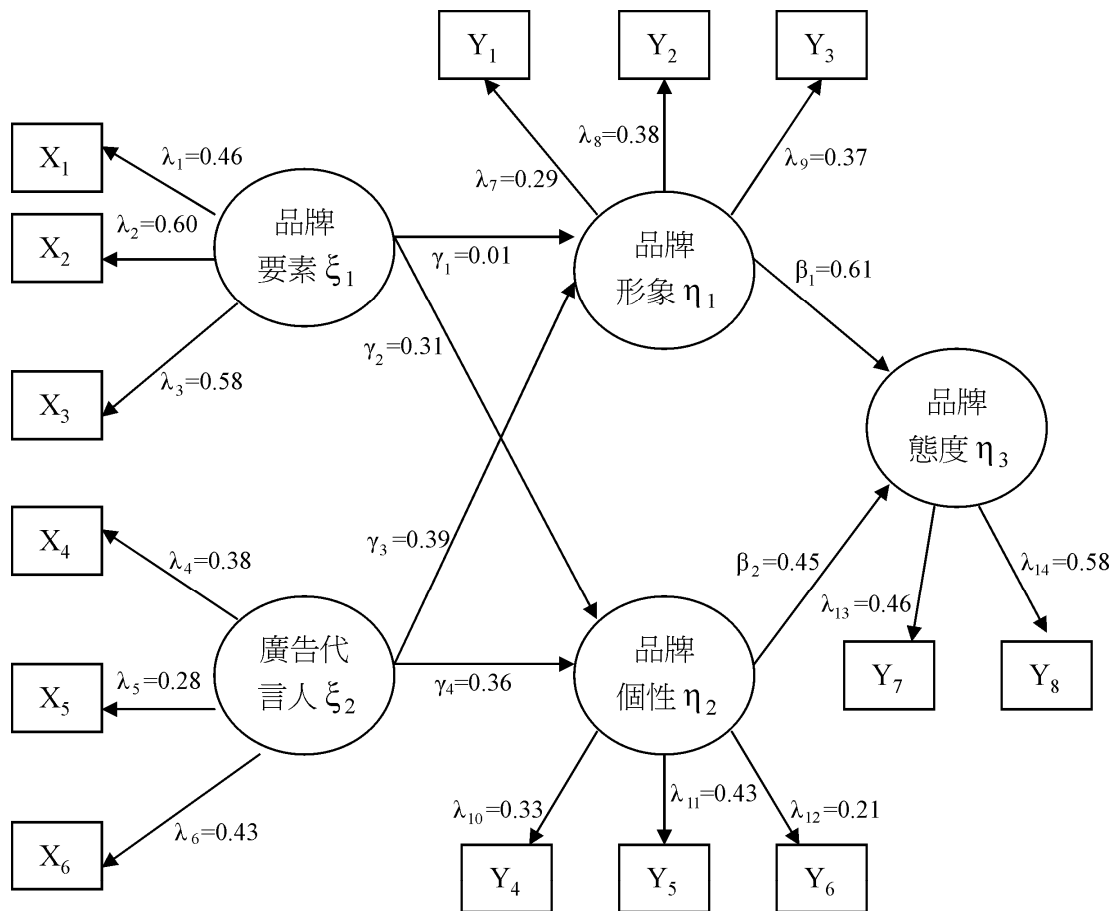 Y₁
Y₂
Y₃
X₁
λ₁=0.46
λ₈=0.38
λ₉=0.37
λ₇=0.29
X₂
λ₂=0.60
品牌
要素 ξ₁
γ₁=0.01
品牌
形象 η₁
β₁=0.61
γ₂=0.31
X₃
λ₃=0.58
品牌
態度 η₃
X₄
λ₄=0.38
γ₃=0.39
β₂=0.45
λ₁₄=0.58
λ₁₃=0.46
X₅
λ₅=0.28
廣告代
言人 ξ₂
γ₄=0.36
品牌
個性 η₂
Y₇
Y₈
X₆
λ₆=0.43
λ₁₀=0.33
λ₁₁=0.43
λ₁₂=0.21
Y₄
Y₅
Y₆